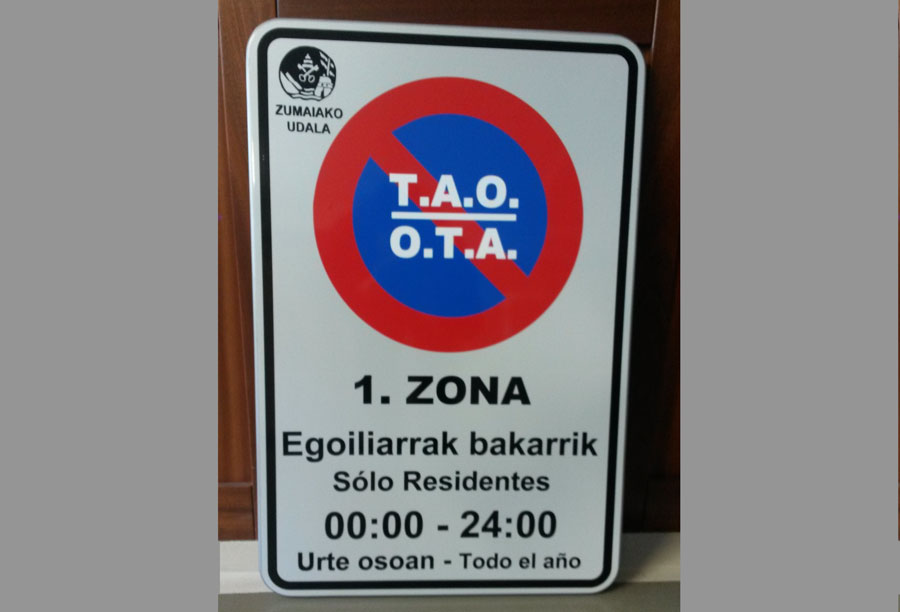 ZUMAIAKO
UDALA
T.A.O.
O.T.A.
1. ZONA
Egoiliarrak bakarrik
Sólo Residentes
00:00 - 24:00
Urte osoan - Todo el año